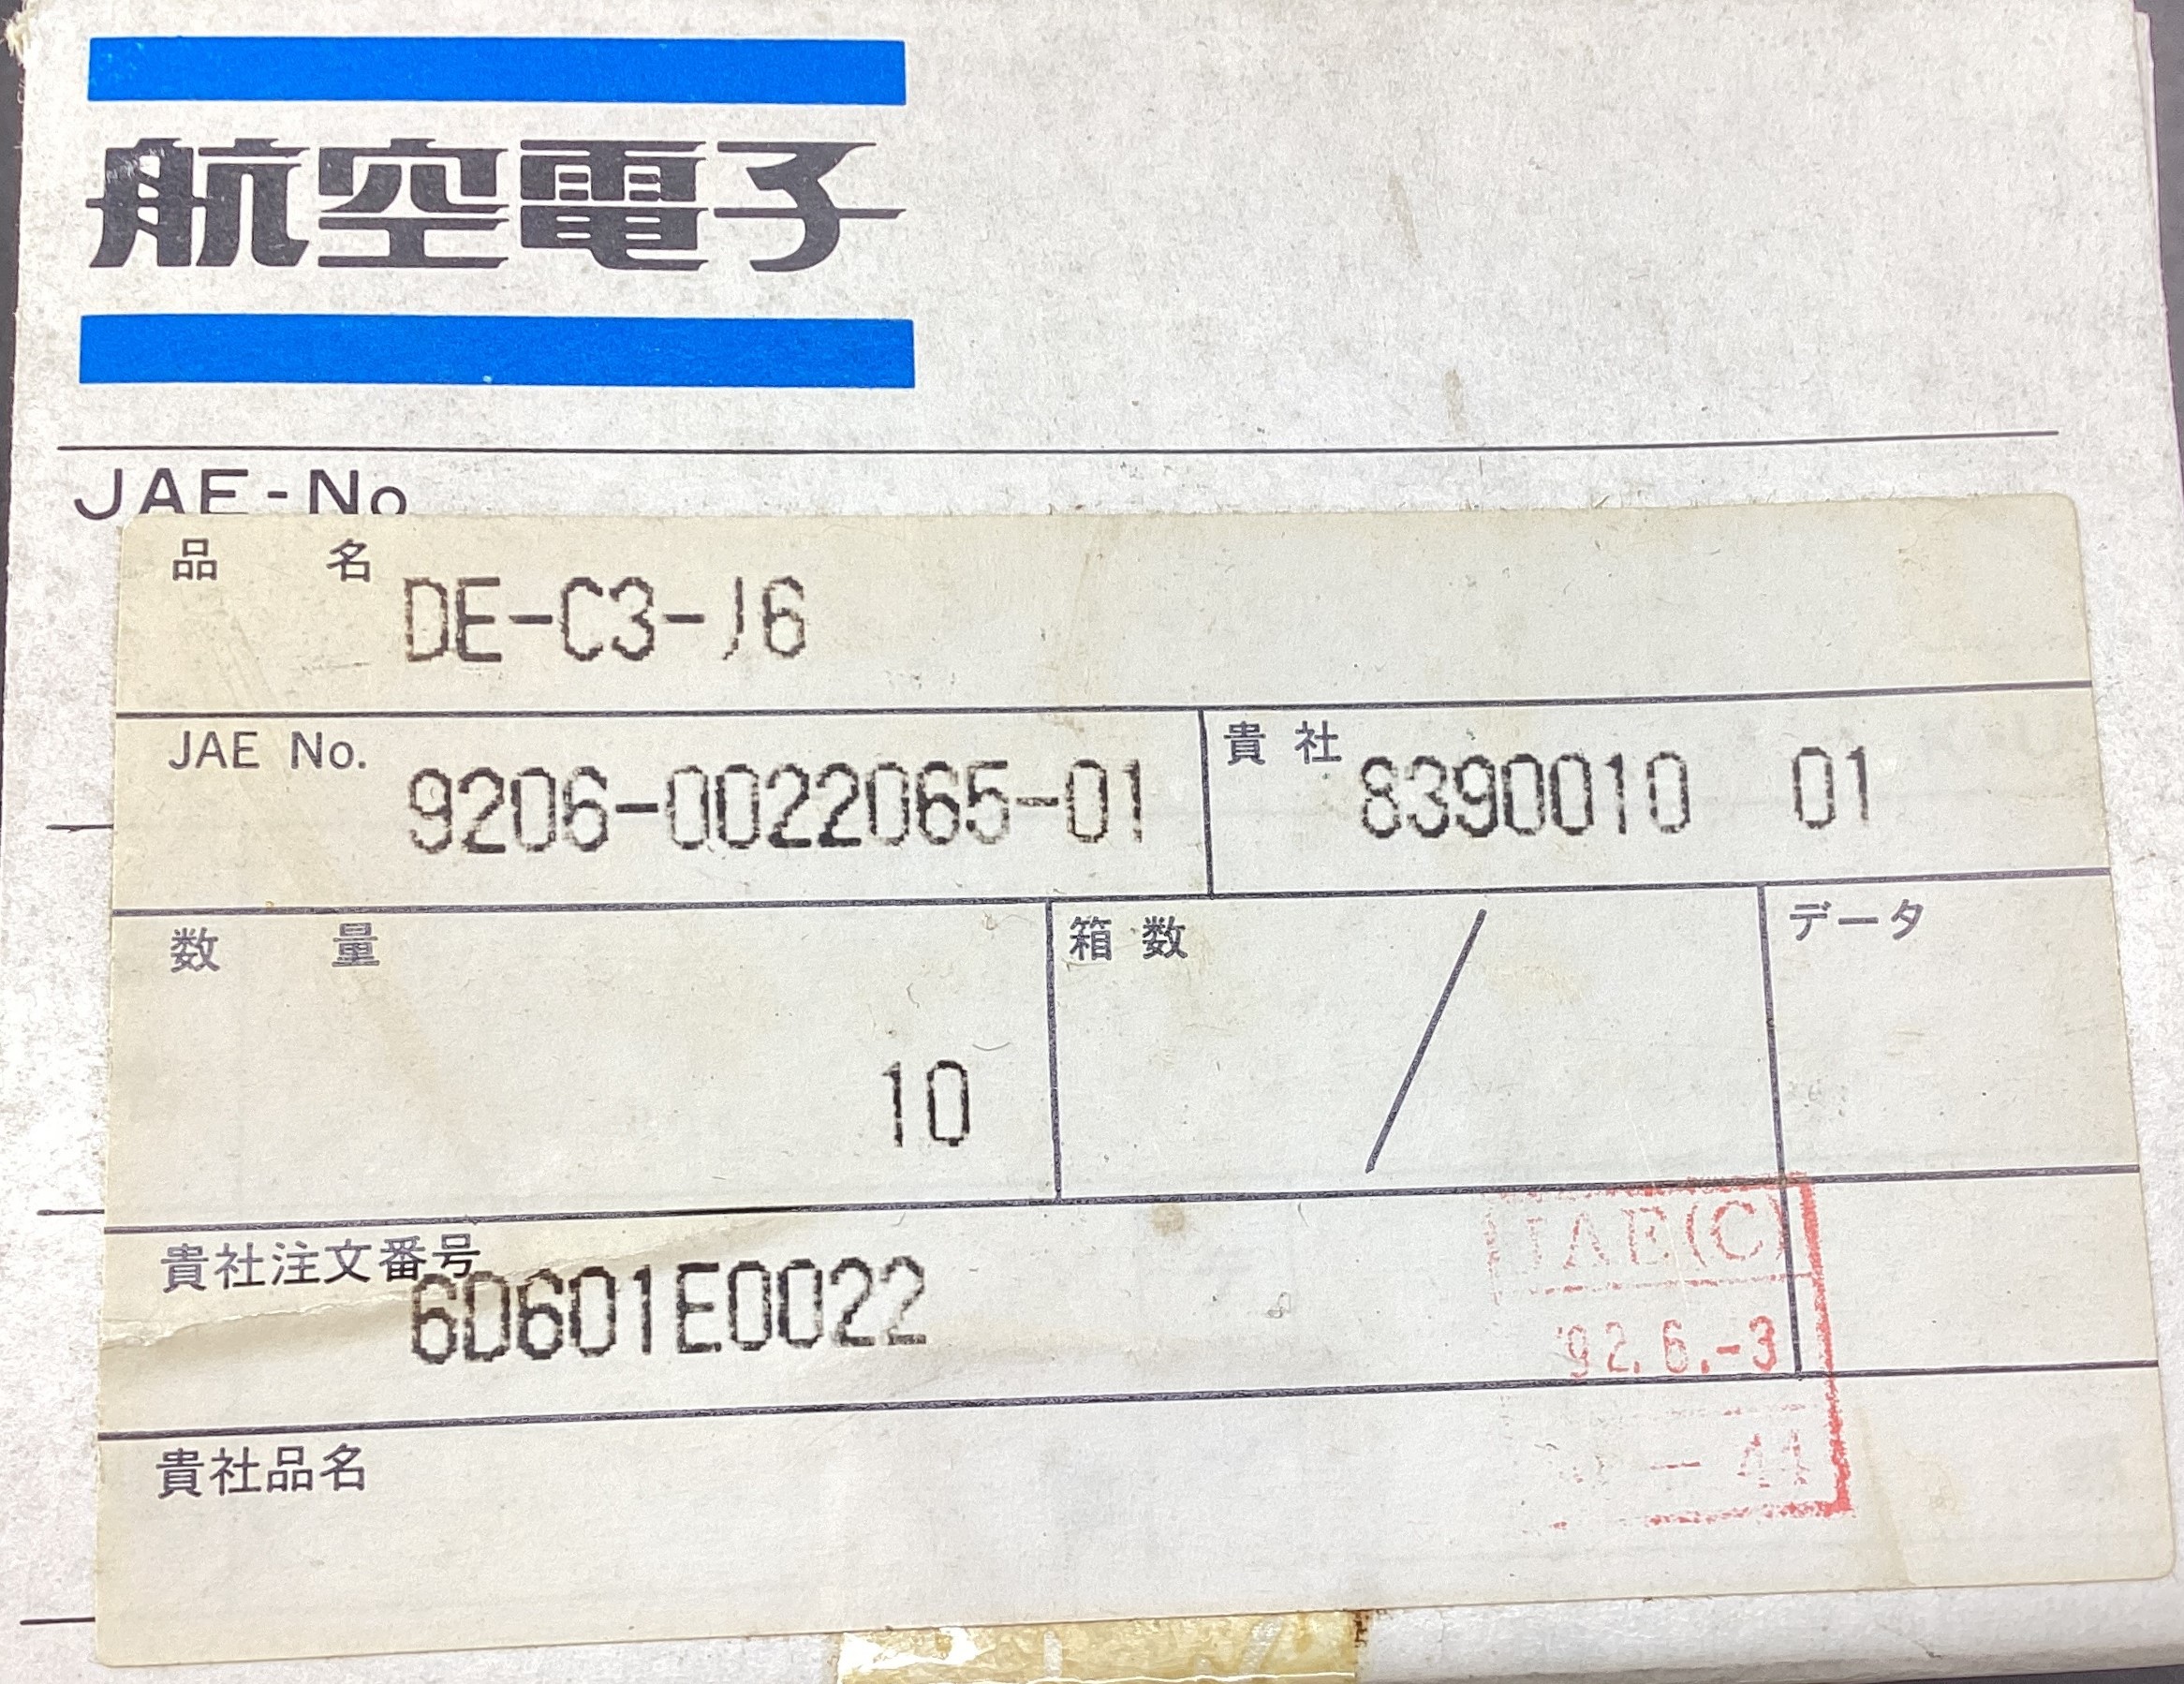 航空電子
JAE-No
品 名 DE-C3-J6
JAE No. 9206-0022065-01 貴社 8390010 01
数 量 10 箱数 / データ
貴社注文番号 6D601E0022
JAE(C)
'92.6.-3
貴社品名